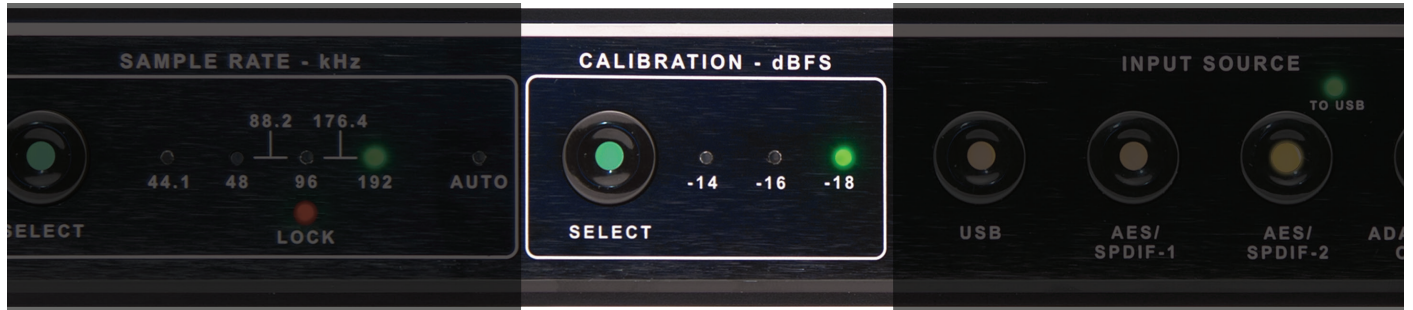 SAMPLE RATE - kHz
88.2 176.4
44.1 48 96 192 AUTO
SELECT
LOCK
CALIBRATION - dBFS
-14 -16 -18
SELECT
INPUT SOURCE
TO USB
USB
AES/
SPDIF-1
AES/
SPDIF-2